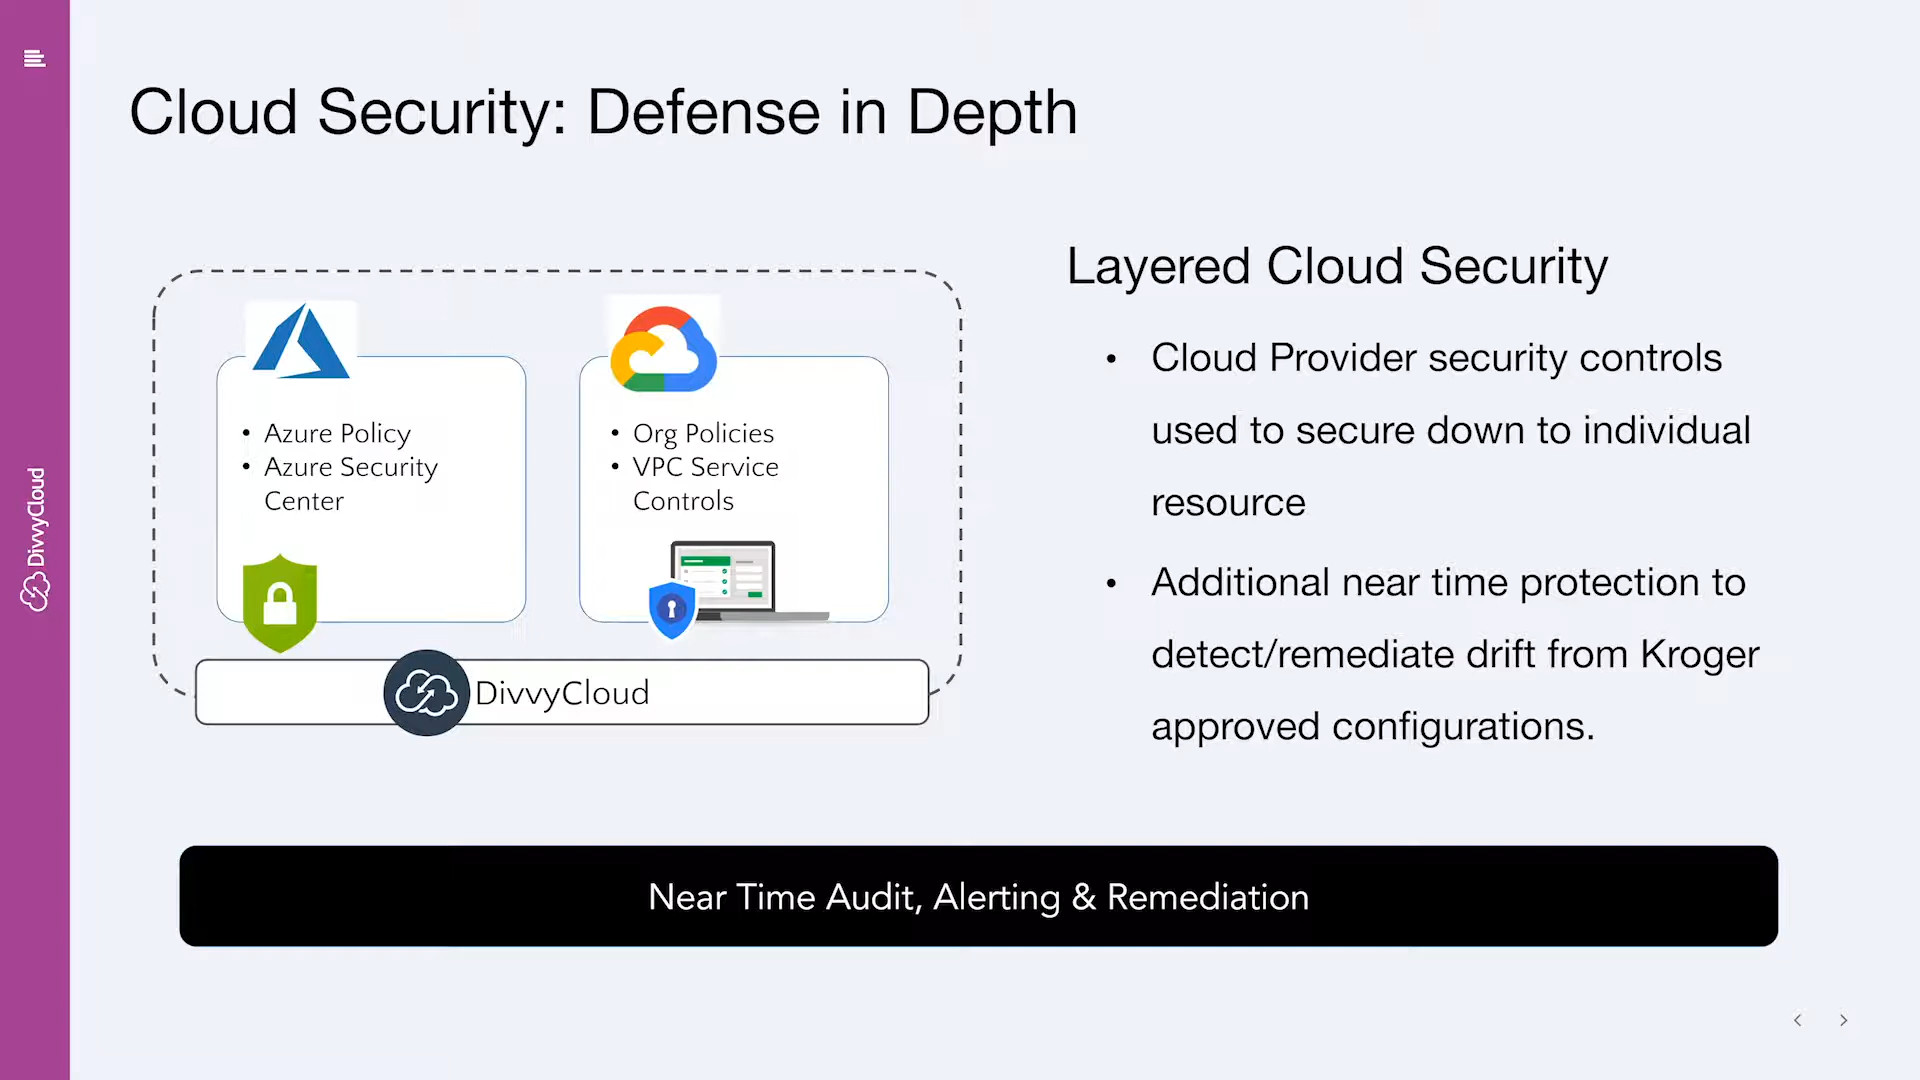 Cloud Security: Defense in Depth
• Azure Policy
• Azure Security
Center
• Org Policies
• VPC Service
Controls
DivvyCloud
Layered Cloud Security
• Cloud Provider security controls
used to secure down to individual
resource
• Additional near time protection to
detect/remediate drift from Kroger
approved configurations.
Near Time Audit, Alerting & Remediation
DivvyCloud